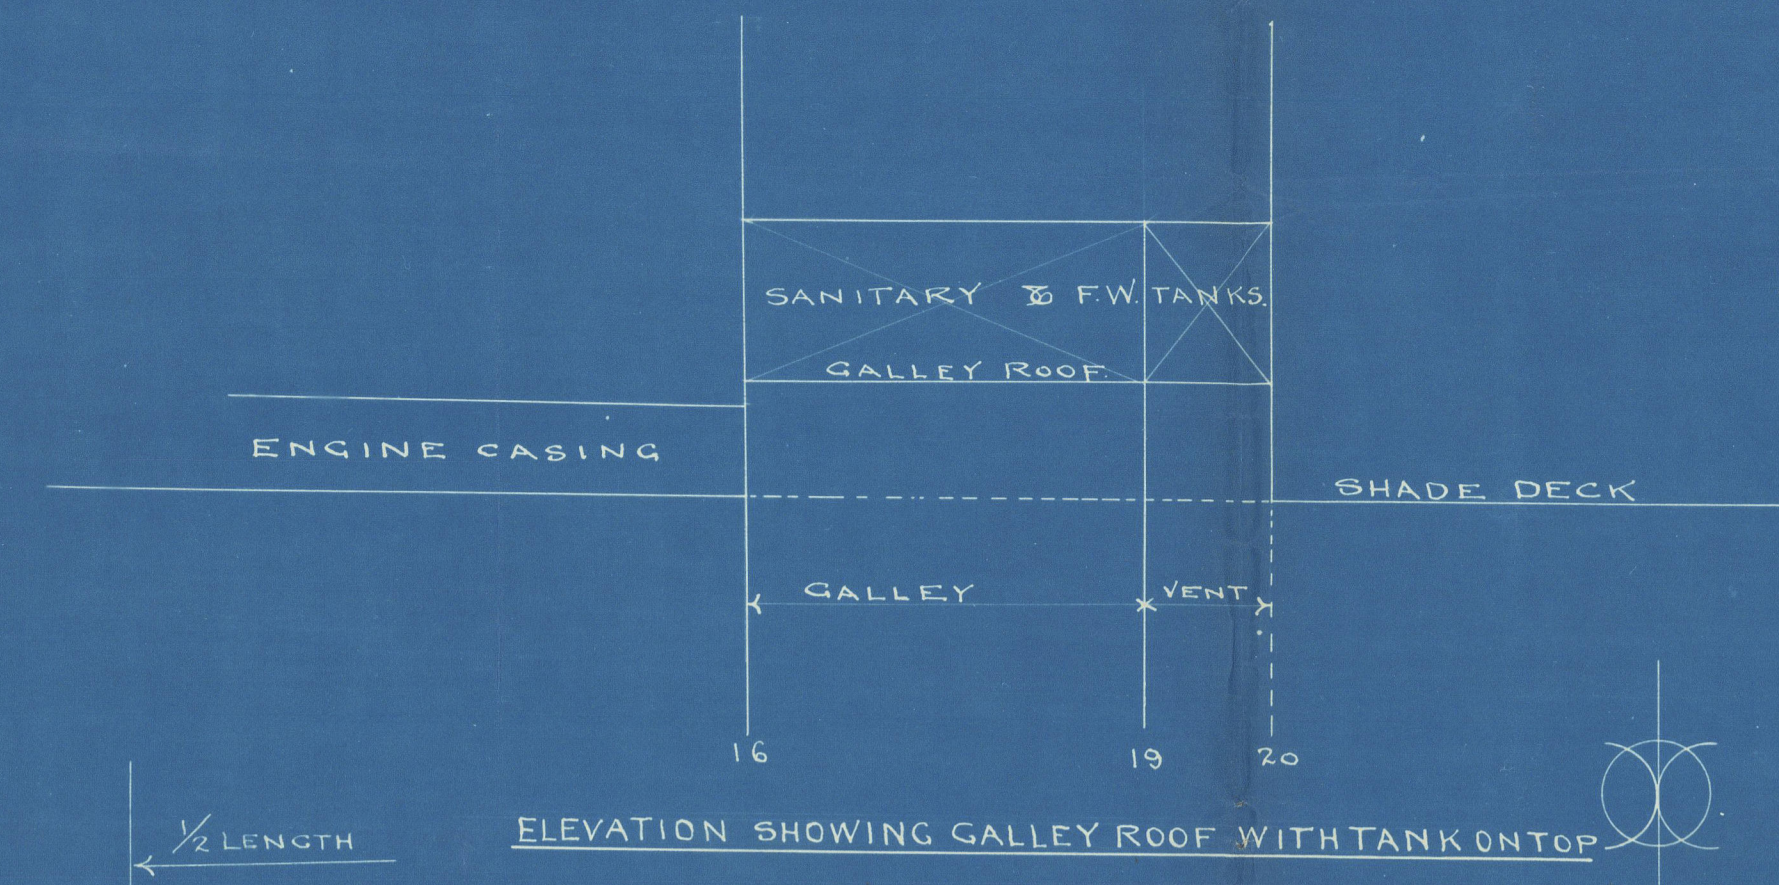 SANITARY & F.W. TANKS.
GALLEY ROOF.
ENGINE CASING
SHADE DECK
GALLEY
VENT
16
19
20
1/2 LENGTH
ELEVATION SHOWING GALLEY ROOF WITH TANK ON TOP